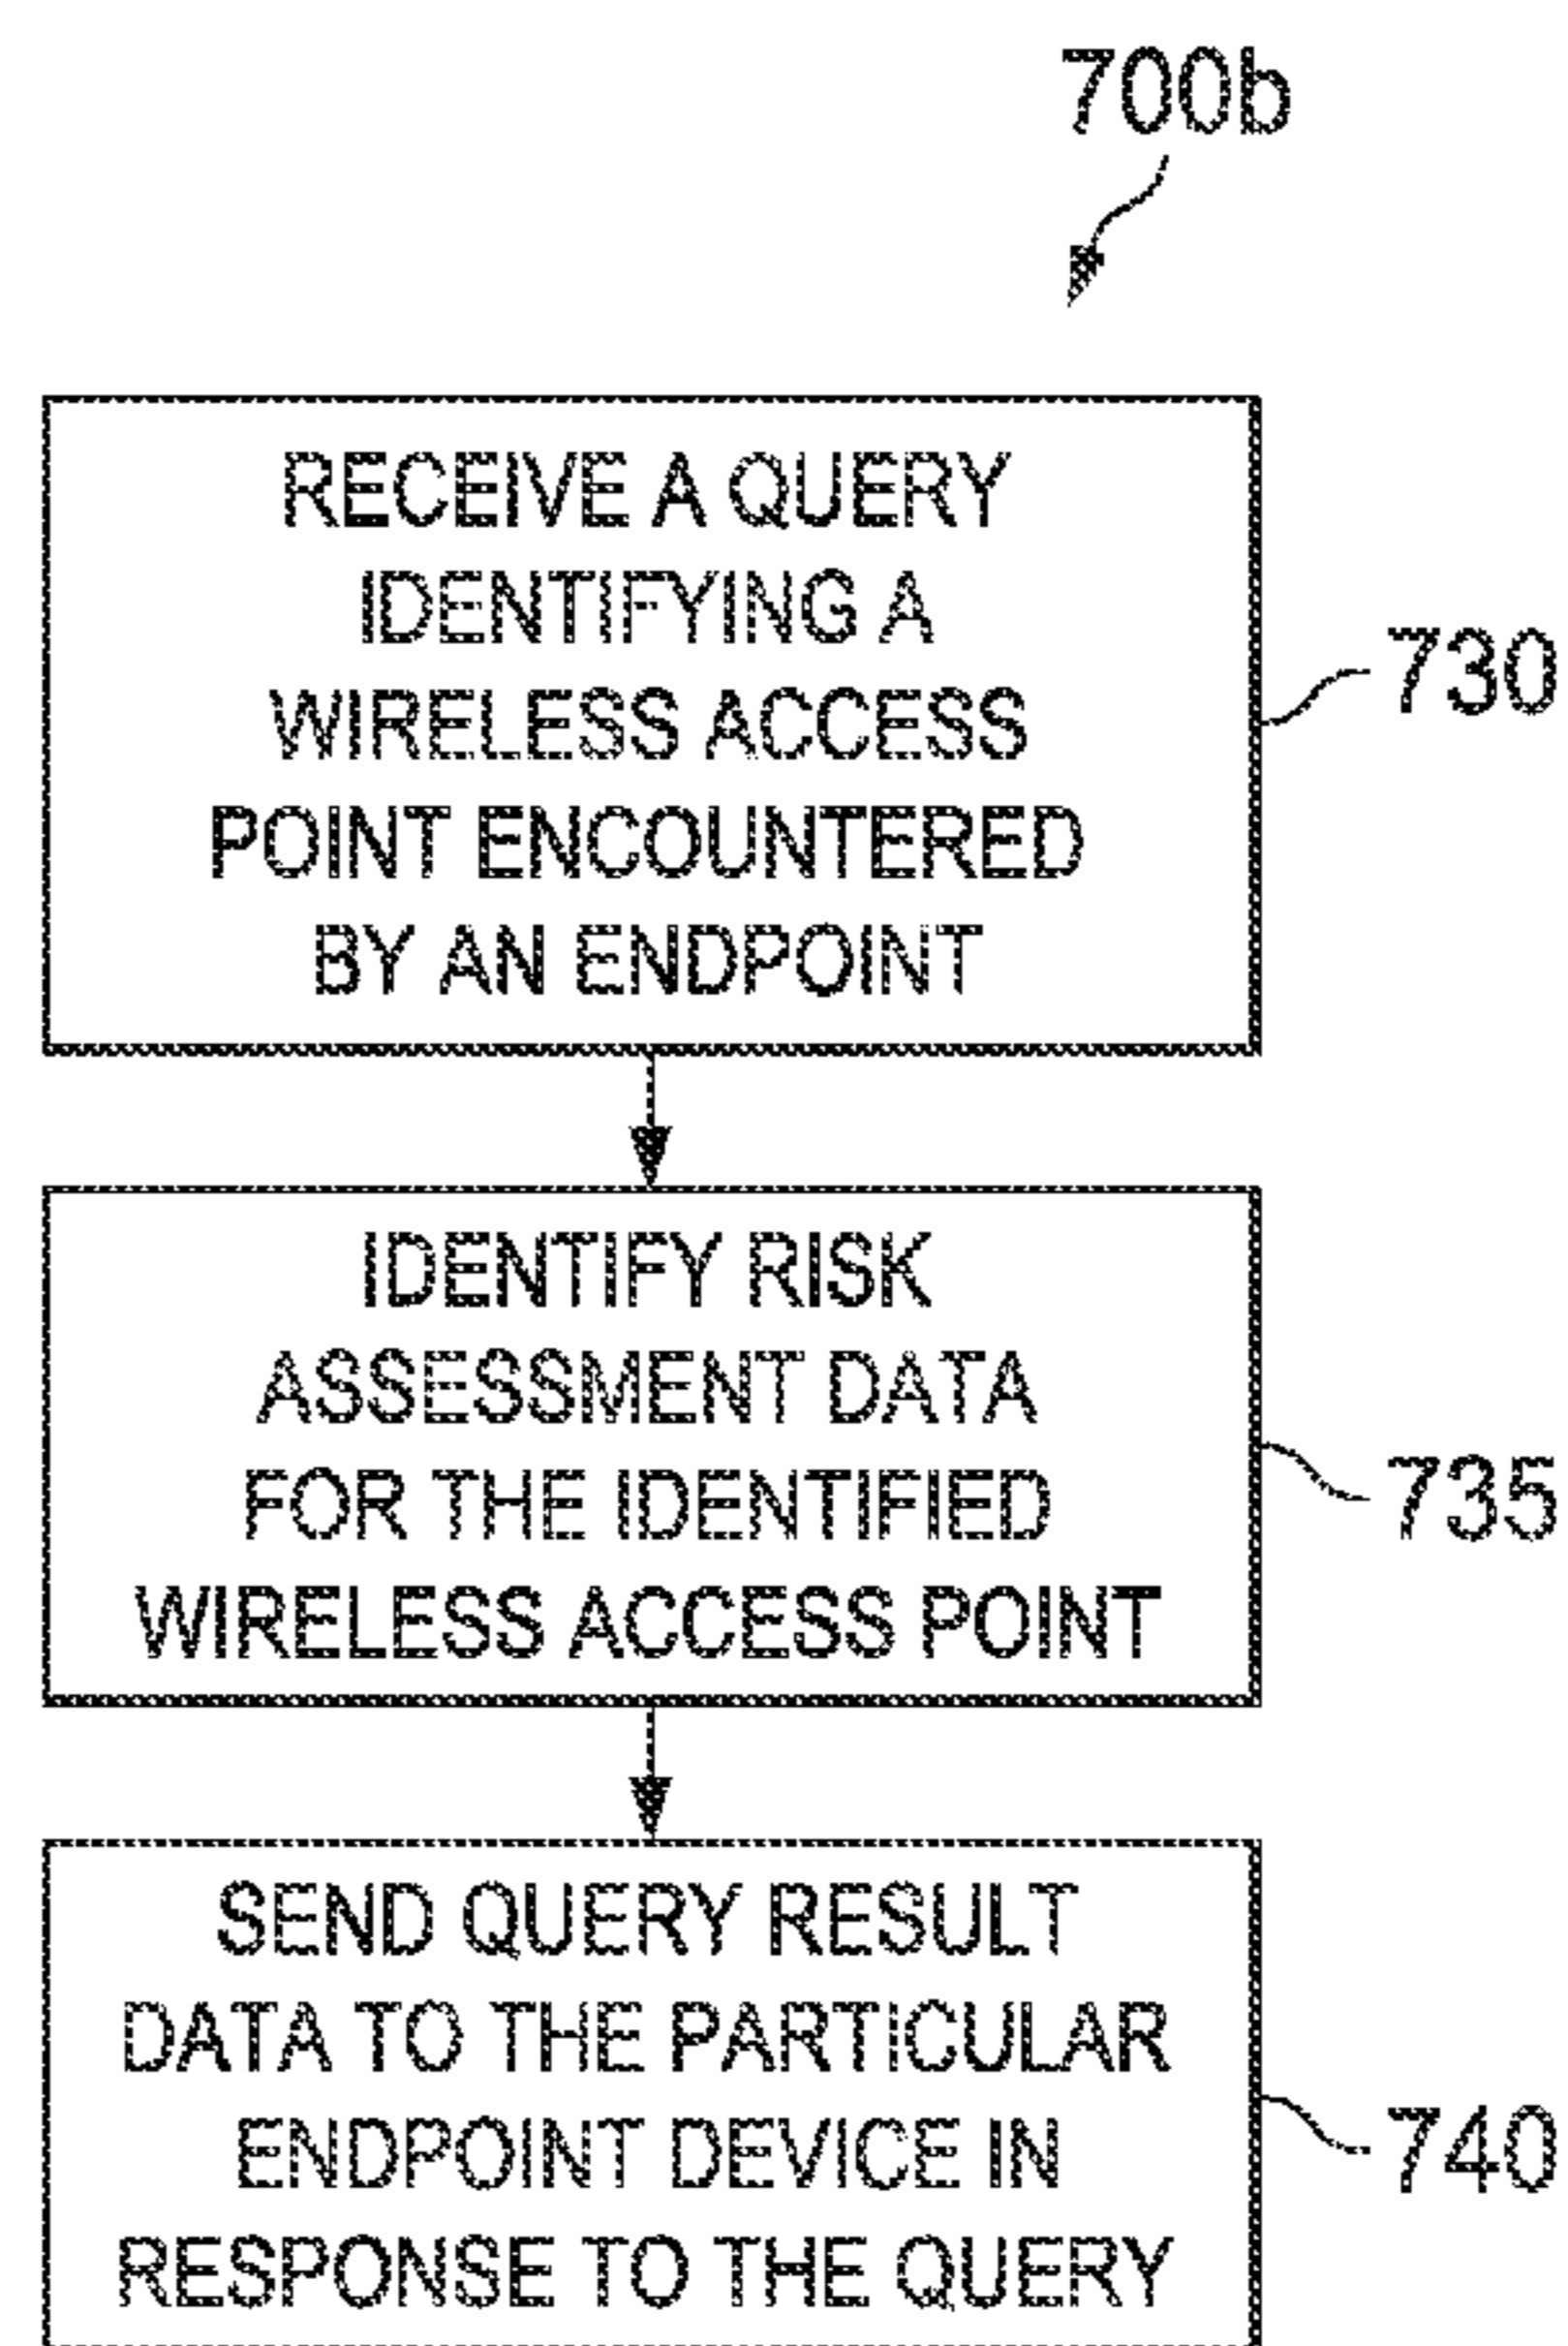 700b
RECEIVE A QUERY
IDENTIFYING A
WIRELESS ACCESS
POINT ENCOUNTERED
BY AN ENDPOINT
730
IDENTIFY RISK
ASSESSMENT DATA
FOR THE IDENTIFIED
WIRELESS ACCESS POINT
735
SEND QUERY RESULT
DATA TO THE PARTICULAR
ENDPOINT DEVICE IN
RESPONSE TO THE QUERY
740